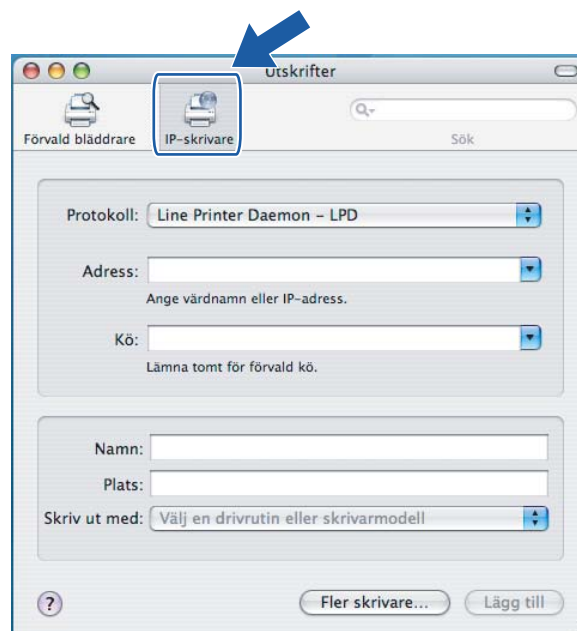 Utskrifter
Förvald bläddrare
IP-skrivare
Sök
Protokoll: Line Printer Daemon – LPD
Adress:
Ange värdnamn eller IP-adress.
Kö:
Lämna tomt för förvald kö.
Namn:
Plats:
Skriv ut med: Välj en drivrutin eller skrivarmodell
? Fler skrivare... Lägg till